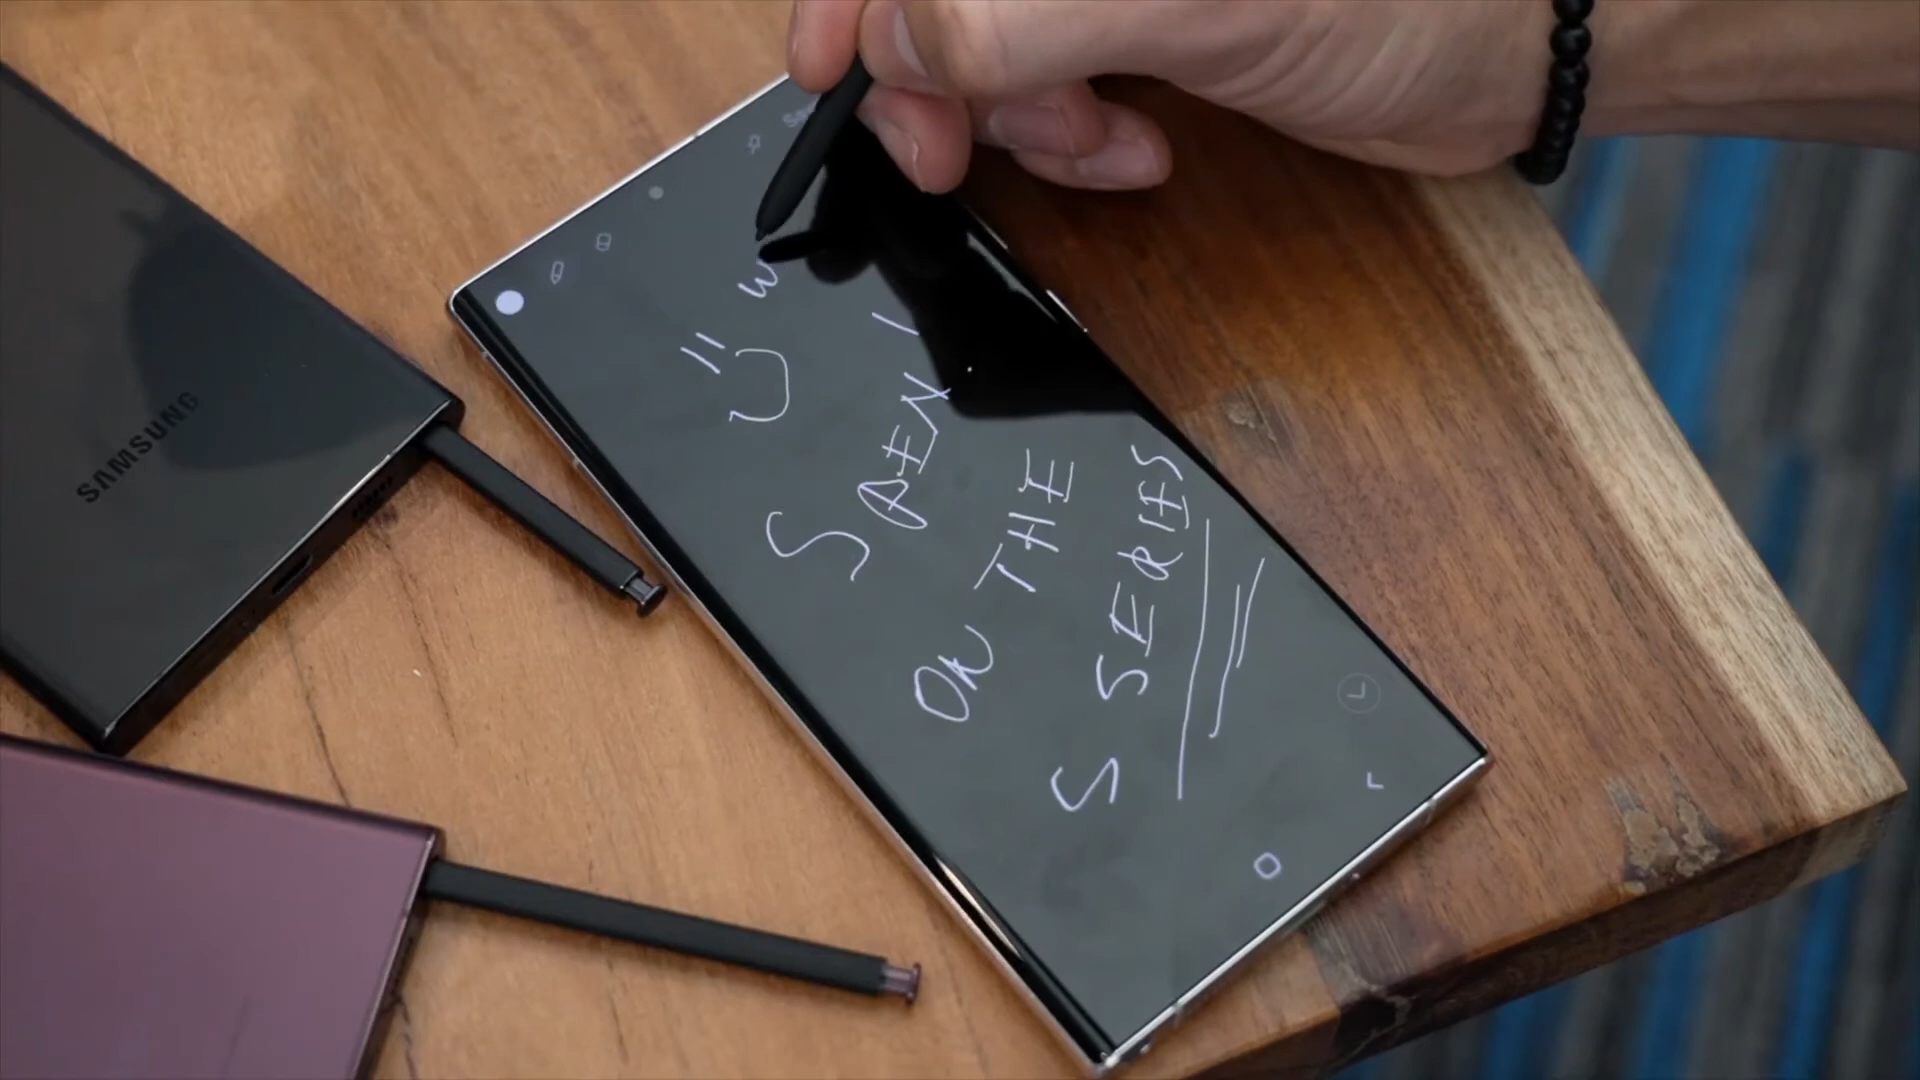 SAMSUNG
S PEN
ON THE
S SERIES